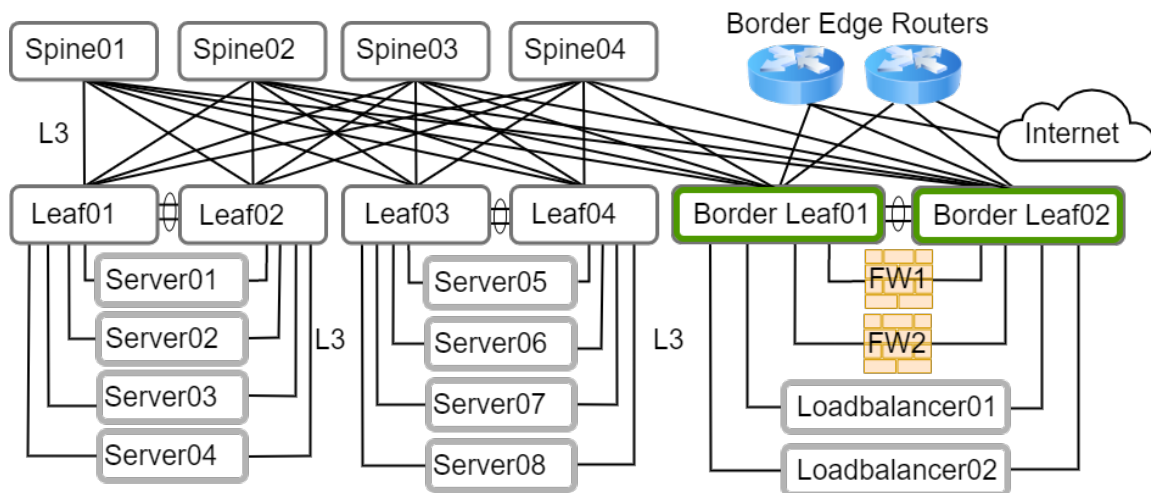 Spine01
Spine02
Spine03
Spine04
Border Edge Routers
L3
Internet
Leaf01
Leaf02
Leaf03
Leaf04
Border Leaf01
Border Leaf02
Server01
Server02
Server03
Server04
L3
Server05
Server06
Server07
Server08
L3
FW1
FW2
Loadbalancer01
Loadbalancer02